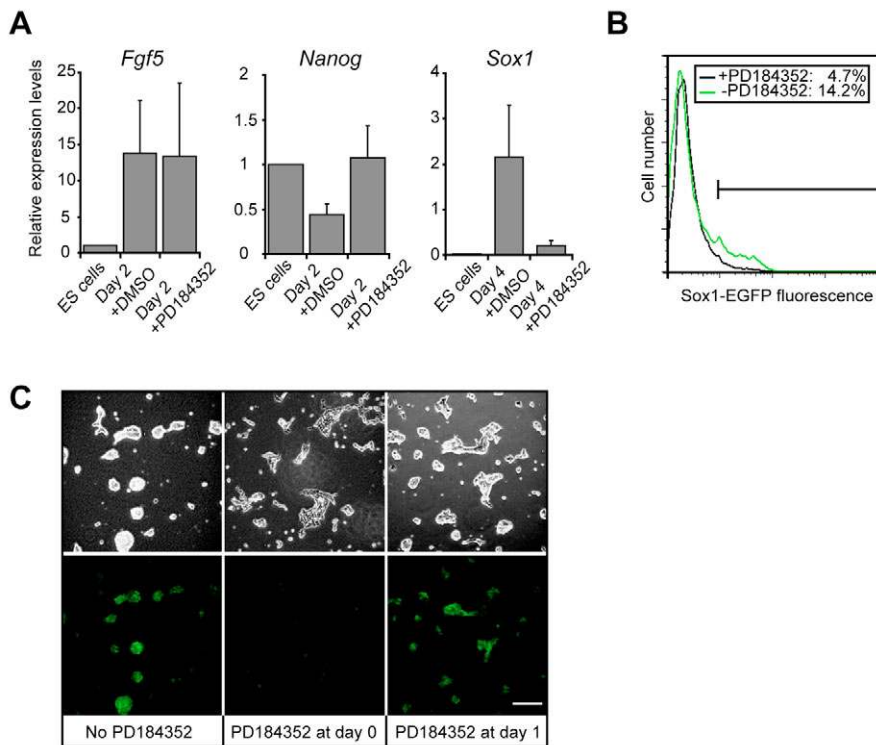 A
Fgf5
Nanog
Sox1
Relative expression levels
25
20
15
10
5
0
2
1.5
1
0.5
0
4
3
2
1
0
ES cells
Day 2
+DMSO
Day 2
+PD184352
ES cells
Day 2
+DMSO
Day 2
+PD184352
ES cells
Day 4
+DMSO
Day 4
+PD184352
B
+PD184352: 4.7%
-PD184352: 14.2%
Cell number
Sox1-EGFP fluorescence
C
No PD184352
PD184352 at day 0
PD184352 at day 1